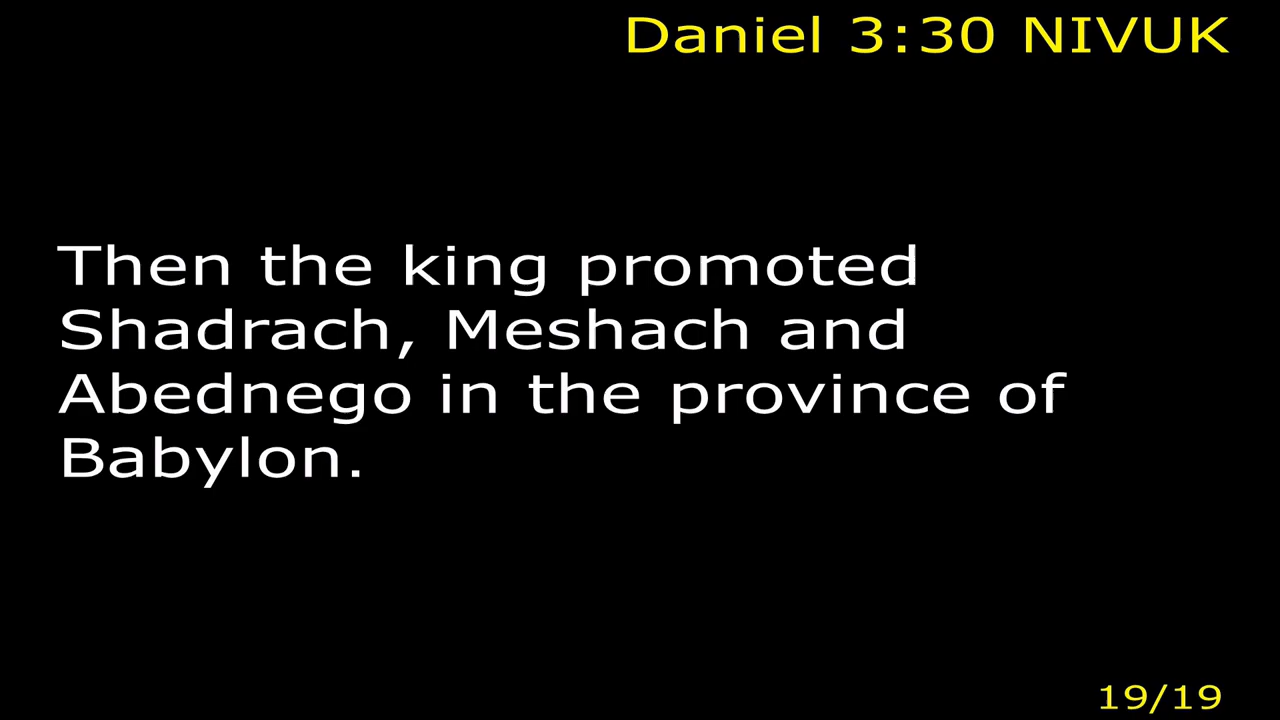 Daniel 3:30 NIVUK
Then the king promoted
Shadrach, Meshach and
Abednego in the province of
Babylon.
19/19